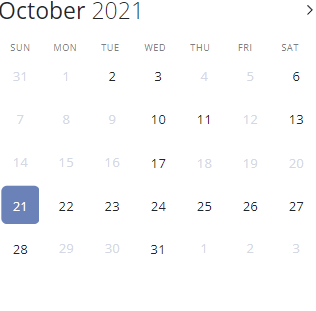 October 2021
SUN MON TUE WED THU FRI SAT
31 1 2 3 4 5 6
7 8 9 10 11 12 13
14 15 16 17 18 19 20
21 22 23 24 25 26 27
28 29 30 31 1 2 3